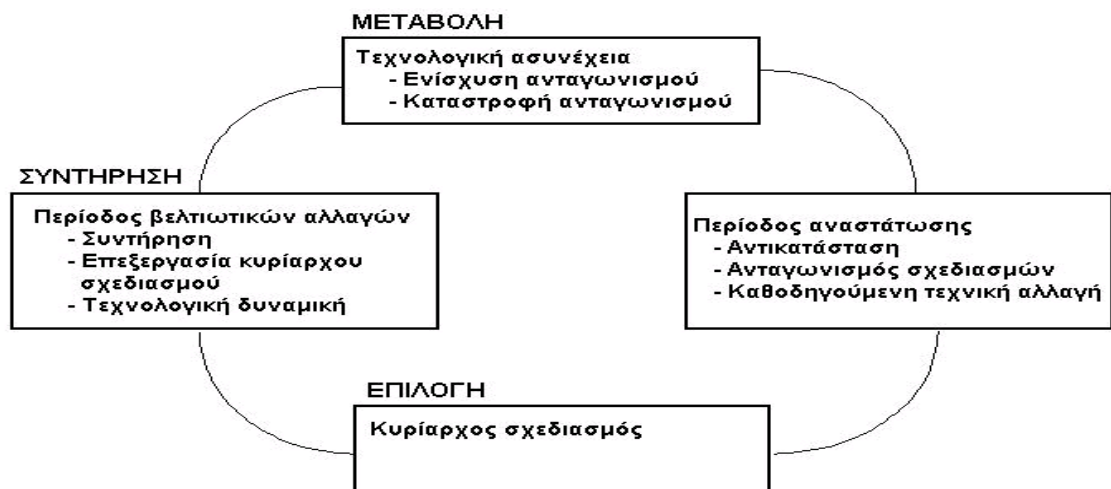 ΜΕΤΑΒΟΛΗ
Τεχνολογική ασυνέχεια
- Ενίσχυση ανταγωνισμού
- Καταστροφή ανταγωνισμού
ΣΥΝΤΗΡΗΣΗ
Περίοδος βελτιωτικών αλλαγών
- Συντήρηση
- Επεξεργασία κυρίαρχου
σχεδιασμού
- Τεχνολογική δυναμική
Περίοδος αναστάτωσης
- Αντικατάσταση
- Ανταγωνισμός σχεδιασμών
- Καθοδηγούμενη τεχνική αλλαγή
ΕΠΙΛΟΓΗ
Κυρίαρχος σχεδιασμός